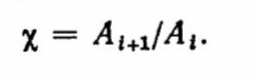 χ = A_{i+1}/A_i.